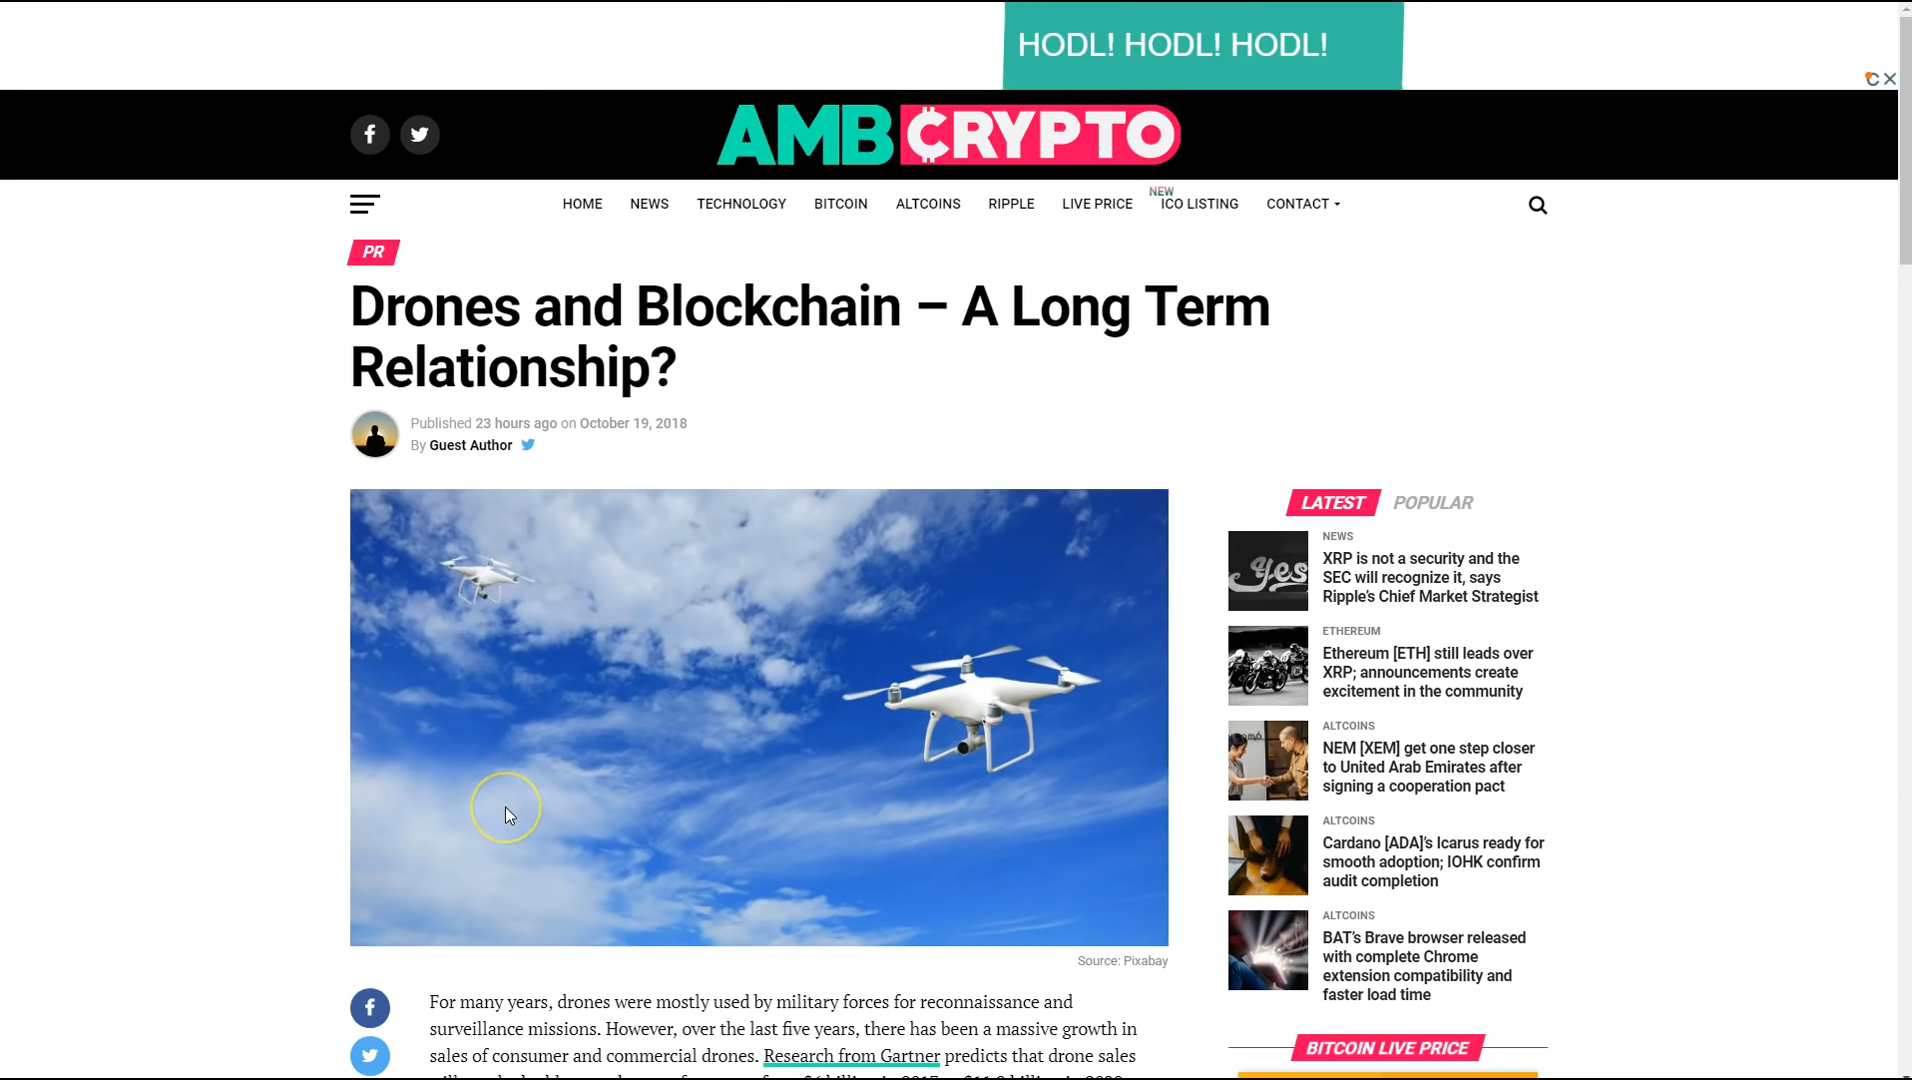 HODL! HODL! HODL!
AMBCRYPTO
HOME NEWS TECHNOLOGY BITCOIN ALTCOINS RIPPLE LIVE PRICE NEW ICO LISTING CONTACT
PR
Drones and Blockchain – A Long Term
Relationship?
Published 23 hours ago on October 19, 2018
By Guest Author
Source: Pixabay
For many years, drones were mostly used by military forces for reconnaissance and
surveillance missions. However, over the last five years, there has been a massive growth in
sales of consumer and commercial drones. Research from Gartner predicts that drone sales
LATEST POPULAR
Yes
NEWS
XRP is not a security and the
SEC will recognize it, says
Ripple's Chief Market Strategist
ETHEREUM
Ethereum [ETH] still leads over
XRP; announcements create
excitement in the community
ALTCOINS
NEM [XEM] get one step closer
to United Arab Emirates after
signing a cooperation pact
ALTCOINS
Cardano [ADA]'s Icarus ready for
smooth adoption; IOHK confirm
audit completion
ALTCOINS
BAT's Brave browser released
with complete Chrome
extension compatibility and
faster load time
BITCOIN LIVE PRICE